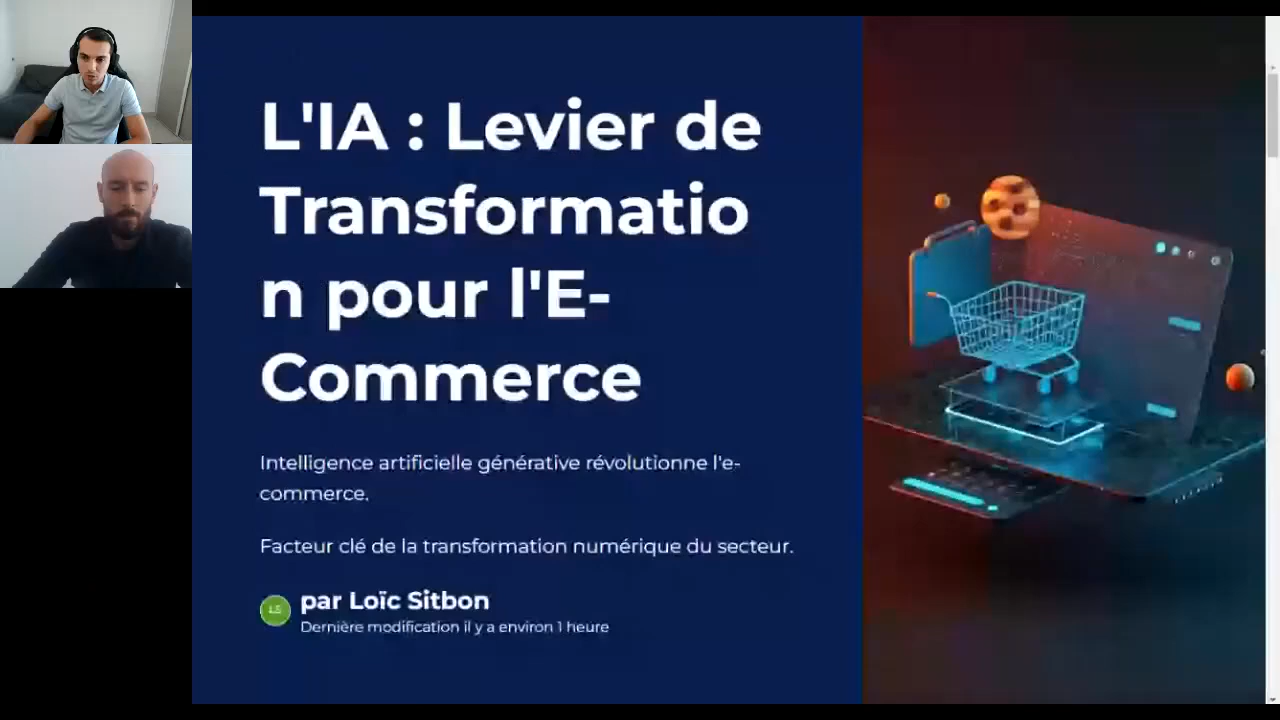 L'IA : Levier de
Transformatio
n pour l'E-
Commerce
Intelligence artificielle générative révolutionne l'e-
commerce.
Facteur clé de la transformation numérique du secteur.
LS
par Loïc Sitbon
Dernière modification il y a environ 1 heure